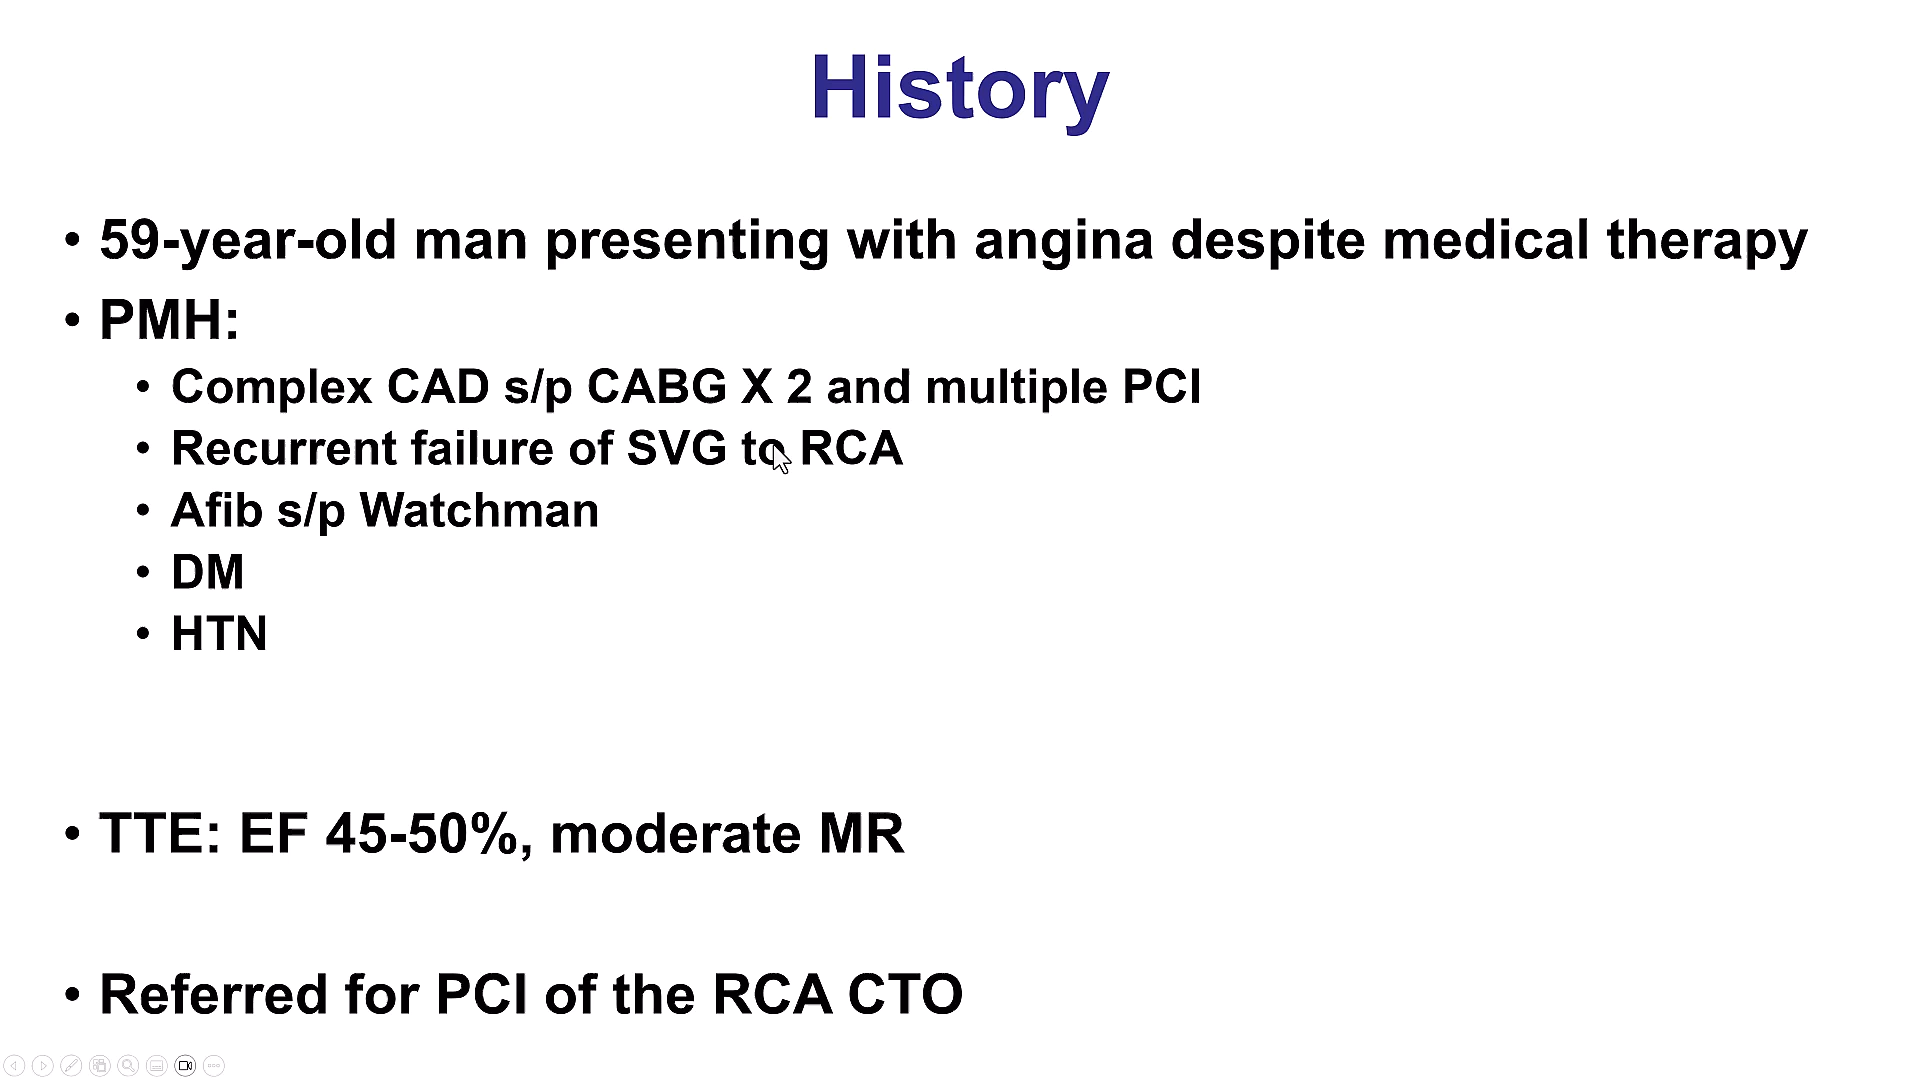 History
• 59-year-old man presenting with angina despite medical therapy
• PMH:
• Complex CAD s/p CABG X 2 and multiple PCI
• Recurrent failure of SVG to RCA
• Afib s/p Watchman
• DM
• HTN
• TTE: EF 45-50%, moderate MR
• Referred for PCI of the RCA CTO